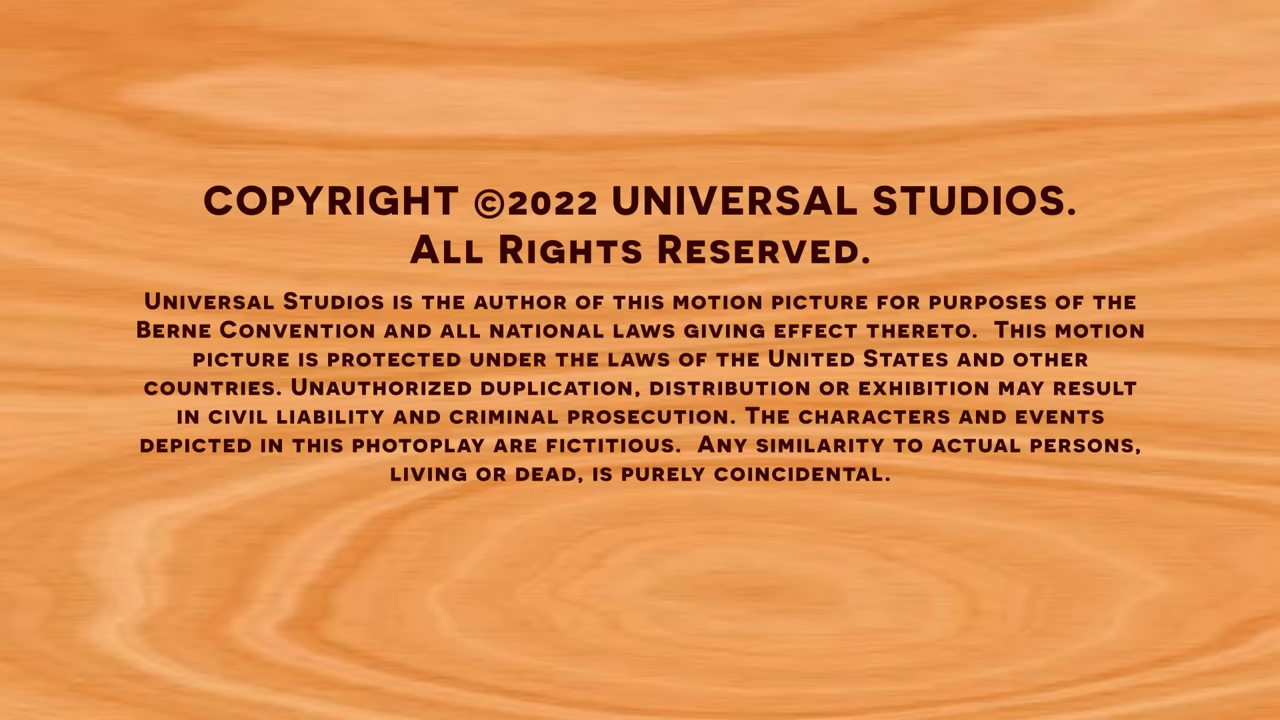 COPYRIGHT ©2022 UNIVERSAL STUDIOS.
ALL RIGHTS RESERVED.
UNIVERSAL STUDIOS IS THE AUTHOR OF THIS MOTION PICTURE FOR PURPOSES OF THE
BERNE CONVENTION AND ALL NATIONAL LAWS GIVING EFFECT THERETO.  THIS MOTION
PICTURE IS PROTECTED UNDER THE LAWS OF THE UNITED STATES AND OTHER
COUNTRIES. UNAUTHORIZED DUPLICATION, DISTRIBUTION OR EXHIBITION MAY RESULT
IN CIVIL LIABILITY AND CRIMINAL PROSECUTION. THE CHARACTERS AND EVENTS
DEPICTED IN THIS PHOTOPLAY ARE FICTITIOUS.  ANY SIMILARITY TO ACTUAL PERSONS,
LIVING OR DEAD, IS PURELY COINCIDENTAL.